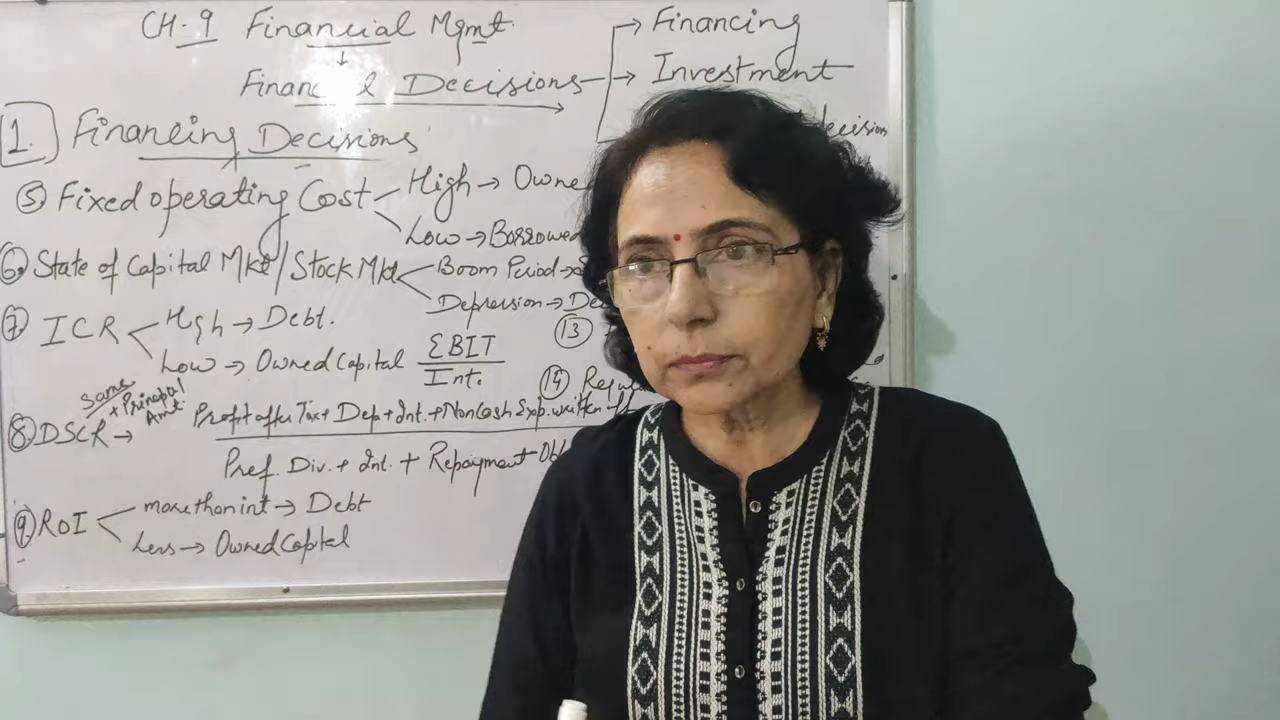 CH-9 Financial Mgmt.
↓
Financial Decisions → Financing
→ Investment
decision
1. Financing Decisions
⑤ Fixed operating Cost High → Owned
Low → Borrowed
⑥ State of Capital Mkt / Stock Mkt Boom Period →
Depression →
⑦ ICR High → Debt.
Low → Owned Capital EBIT
Int.
⑬
⑭
Same
+ Principal
Amt.
⑧ DSCR → Profit after Tax + Dep + Int. + Non Cash Exp. written off
Pref. Div. + Int. + Repayment
⑨ ROI more than int → Debt
Less → Owned Capital